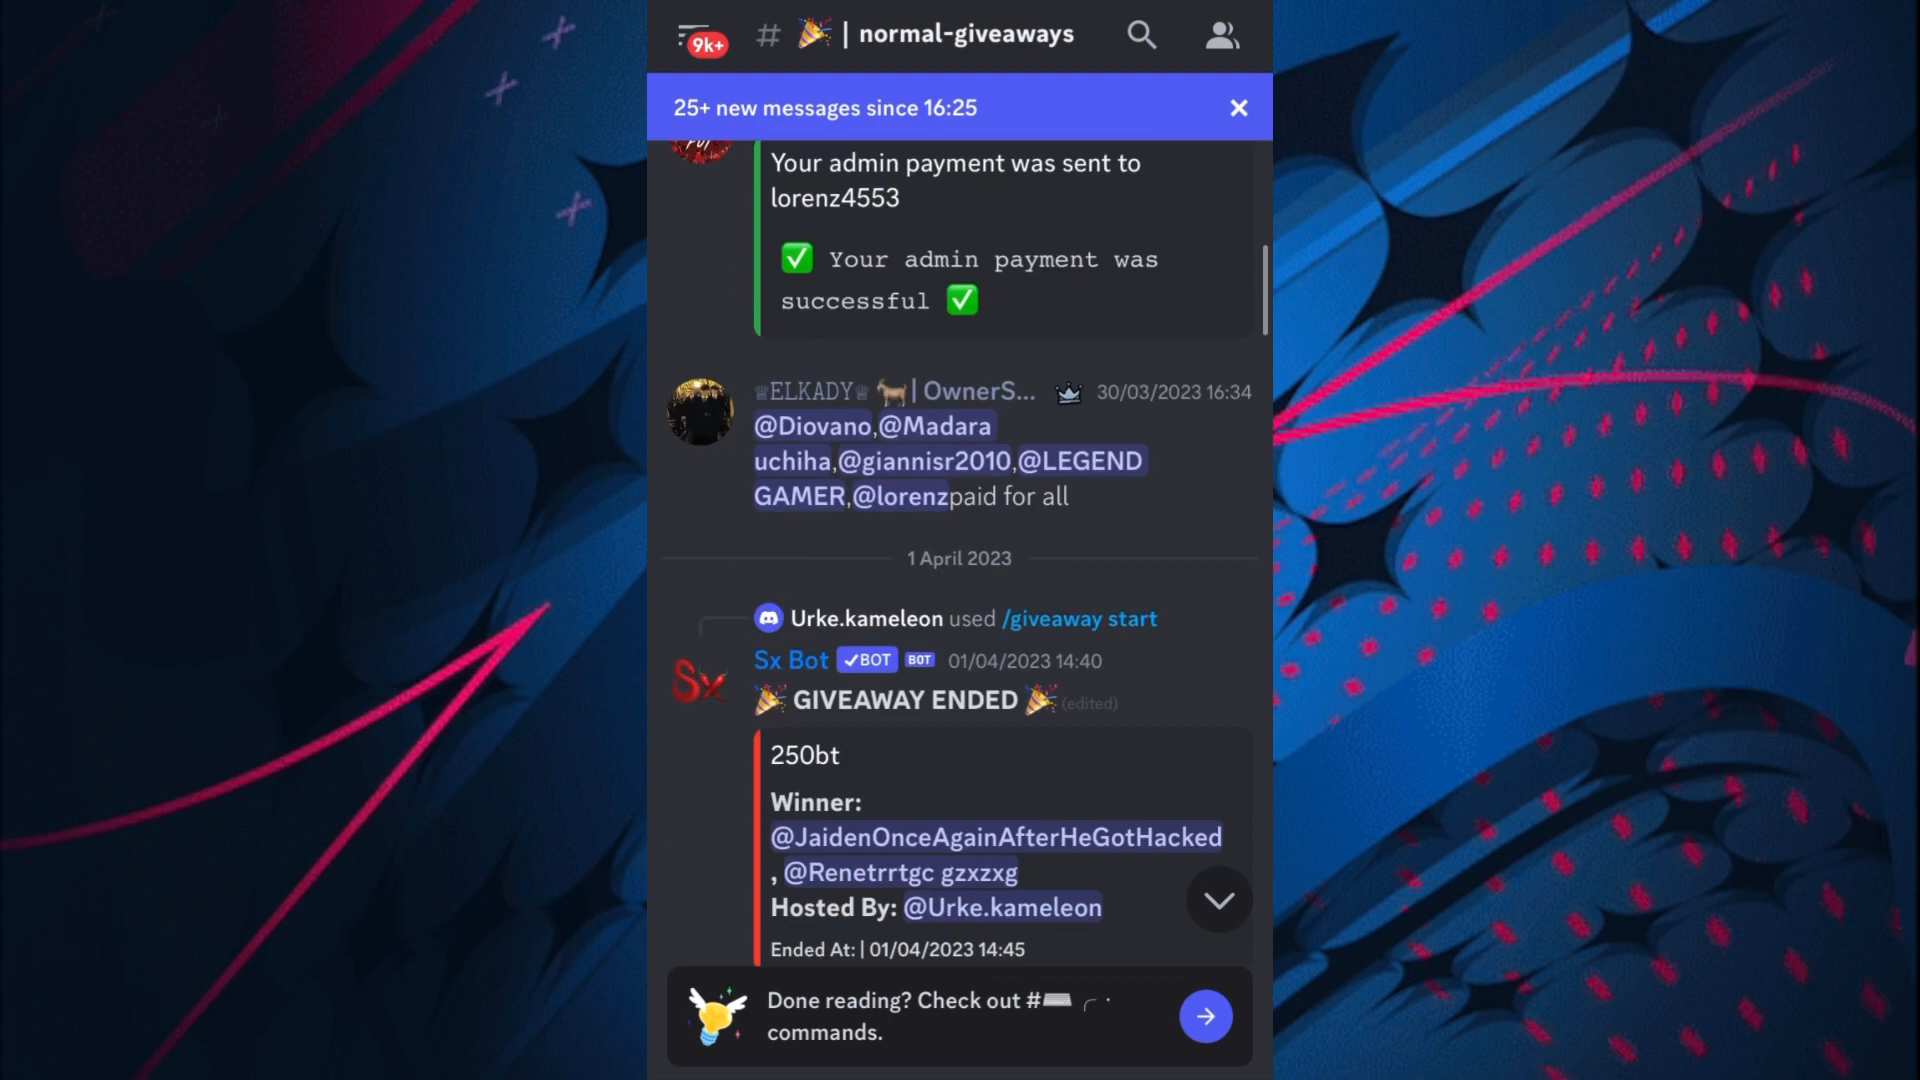 9k+ # 🎉 | normal-giveaways
25+ new messages since 16:25
Your admin payment was sent to
lorenz4553
✅ Your admin payment was
successful ✅
♕ELKADY♕ 🐐| OwnerS... 30/03/2023 16:34
@Diovano,@Madara
uchiha,@giannisr2010,@LEGEND
GAMER,@lorenzpaid for all
1 April 2023
Urke.kameleon used /giveaway start
Sx
Sx Bot ✓BOT BOT 01/04/2023 14:40
🎉 GIVEAWAY ENDED 🎉 (edited)
250bt
Winner:
@JaidenOnceAgainAfterHeGotHacked
, @Renetrrtgc gzxzxg
Hosted By: @Urke.kameleon
Ended At: | 01/04/2023 14:45
Done reading? Check out #⌨️ ╭・
commands.